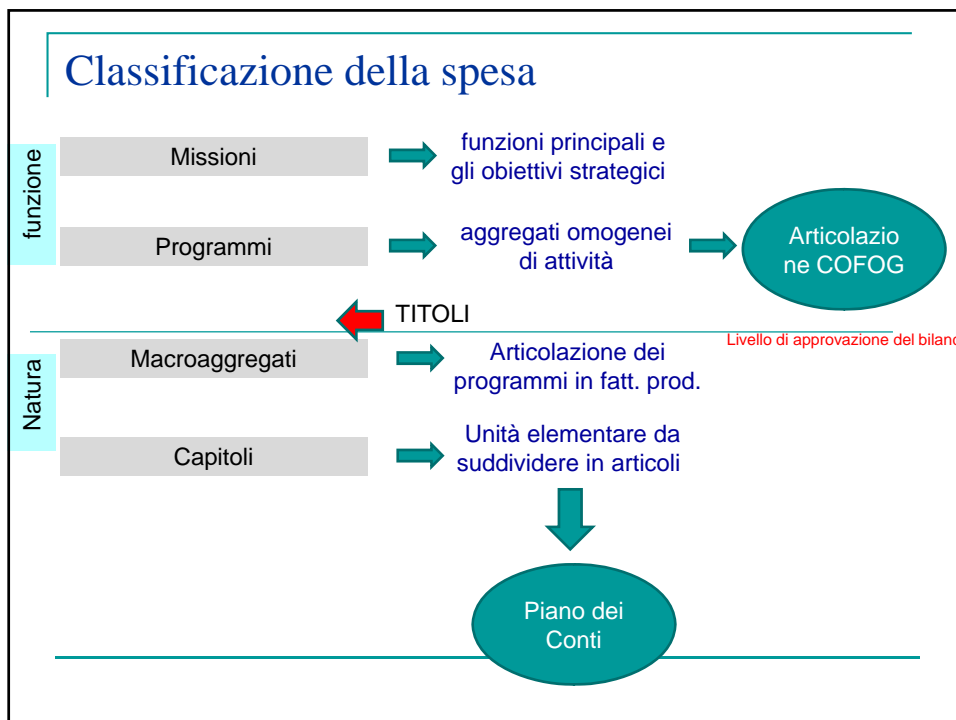 Classificazione della spesa
funzione
Missioni
funzioni principali e
gli obiettivi strategici
Programmi
aggregati omogenei
di attività
Articolazio
ne COFOG
TITOLI
Livello di approvazione del bilanc
Natura
Macroaggregati
Articolazione dei
programmi in fatt. prod.
Capitoli
Unità elementare da
suddividere in articoli
Piano dei
Conti